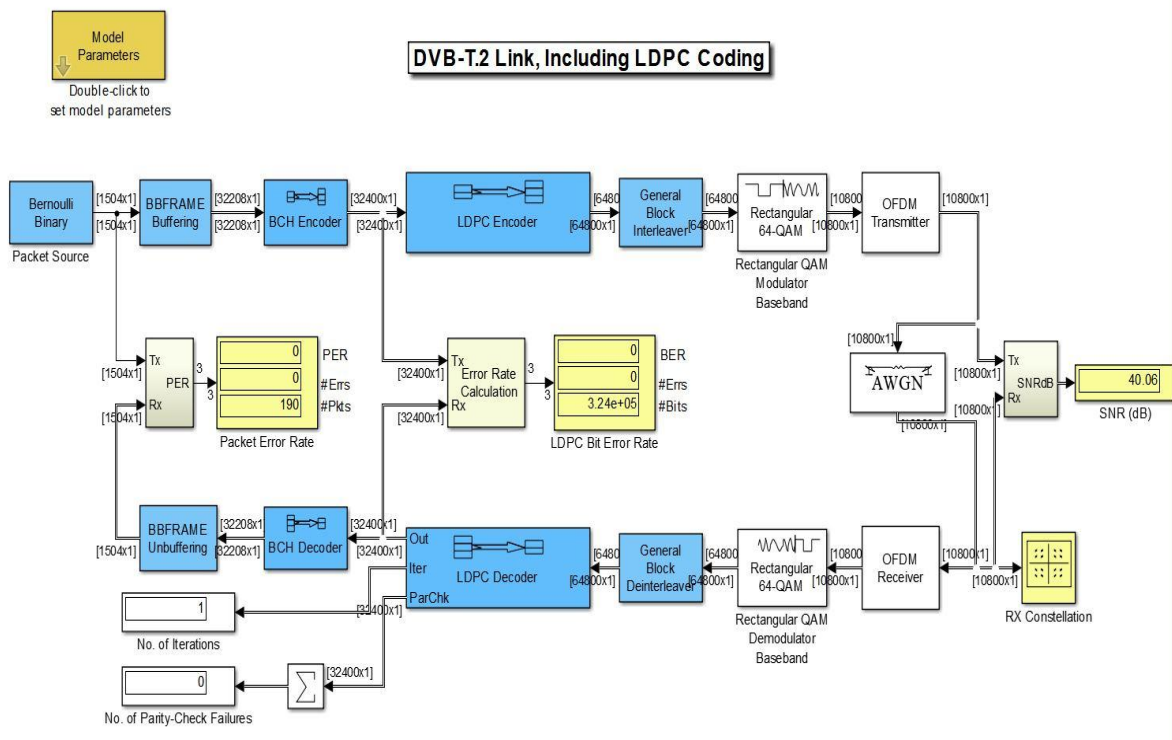 Model
Parameters
Double-click to
set model parameters
DVB-T.2 Link, Including LDPC Coding
Bernoulli
Binary
Packet Source
[1504x1]
[1504x1]
BBFRAME
Buffering
[32208x1]
[32208x1]
BCH Encoder
[32400x1]
[32400x1]
LDPC Encoder
[6480
[64800x1]
General
Block
Interleaver
[64800
[64800x1]
Rectangular
64-QAM
Rectangular QAM
Modulator
Baseband
[10800
[10800x1]
OFDM
Transmitter
[10800x1]
Tx
[1504x1]
PER
Rx
[1504x1]
3
3
0
PER
0
#Errs
190
#Pkts
Packet Error Rate
Tx
[32400x1]
Error Rate
Calculation
Rx
[32400x1]
3
3
0
BER
0
#Errs
3.24e+05
#Bits
LDPC Bit Error Rate
[10800x1]
AWGN
[10800x1]
Tx
[10800x1]
SNRdB
[10800x1]
Rx
40.06
SNR (dB)
[1504x1]
BBFRAME
Unbuffering
[32208x1]
[32208x1]
BCH Decoder
[32400x1]
[32400x1]
Out
Iter
ParChk
LDPC Decoder
[32400x1]
[6480
[64800x1]
General
Block
Deinterleaver
[64800
[64800x1]
Rectangular
64-QAM
Rectangular QAM
Demodulator
Baseband
[10800
[10800x1]
OFDM
Receiver
[10800x1]
[10800x1]
RX Constellation
1
No. of Iterations
0
No. of Parity-Check Failures
∑
[32400x1]